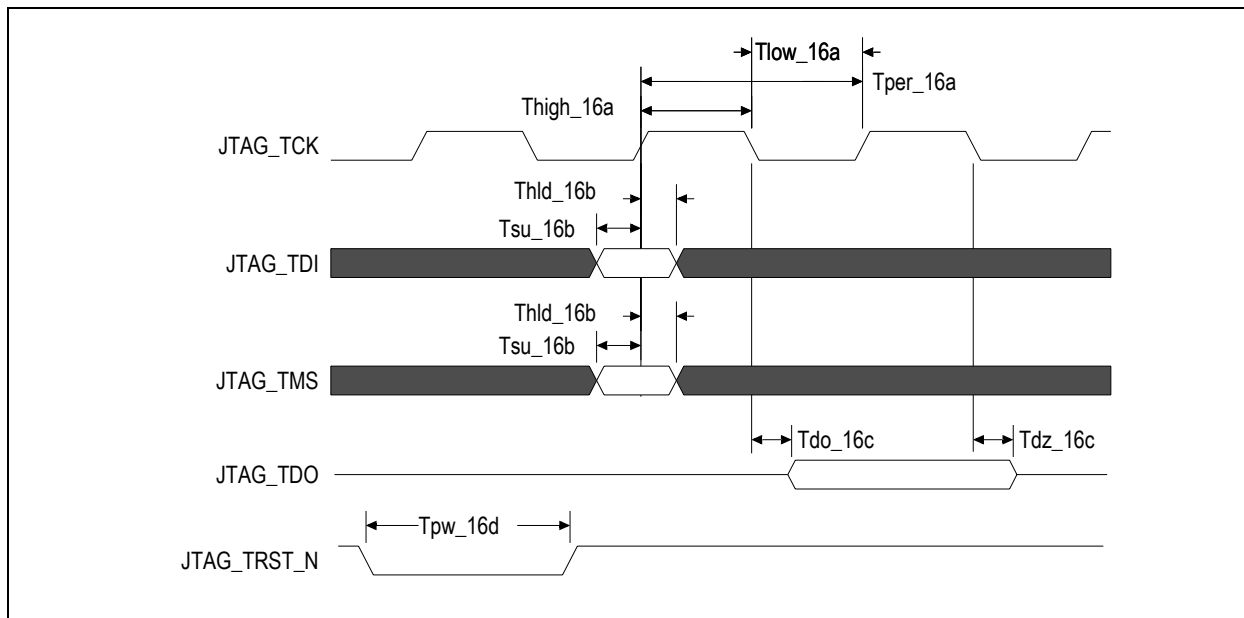 Tlow_16a
Tper_16a
Thigh_16a
JTAG_TCK
Thld_16b
Tsu_16b
JTAG_TDI
Thld_16b
Tsu_16b
JTAG_TMS
Tdo_16c
Tdz_16c
JTAG_TDO
Tpw_16d
JTAG_TRST_N